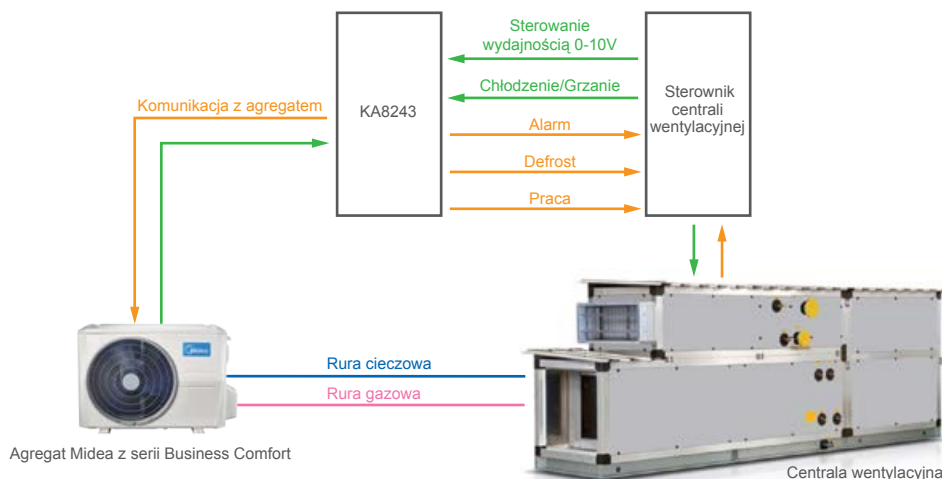 Sterowanie
wydajnością 0-10V
Chłodzenie/Grzanie
Komunikacja z agregatem
KA8243
Sterownik
centrali
wentylacyjnej
Alarm
Defrost
Praca
Midea
Rura cieczowa
Rura gazowa
Agregat Midea z serii Business Comfort
Centrala wentylacyjna